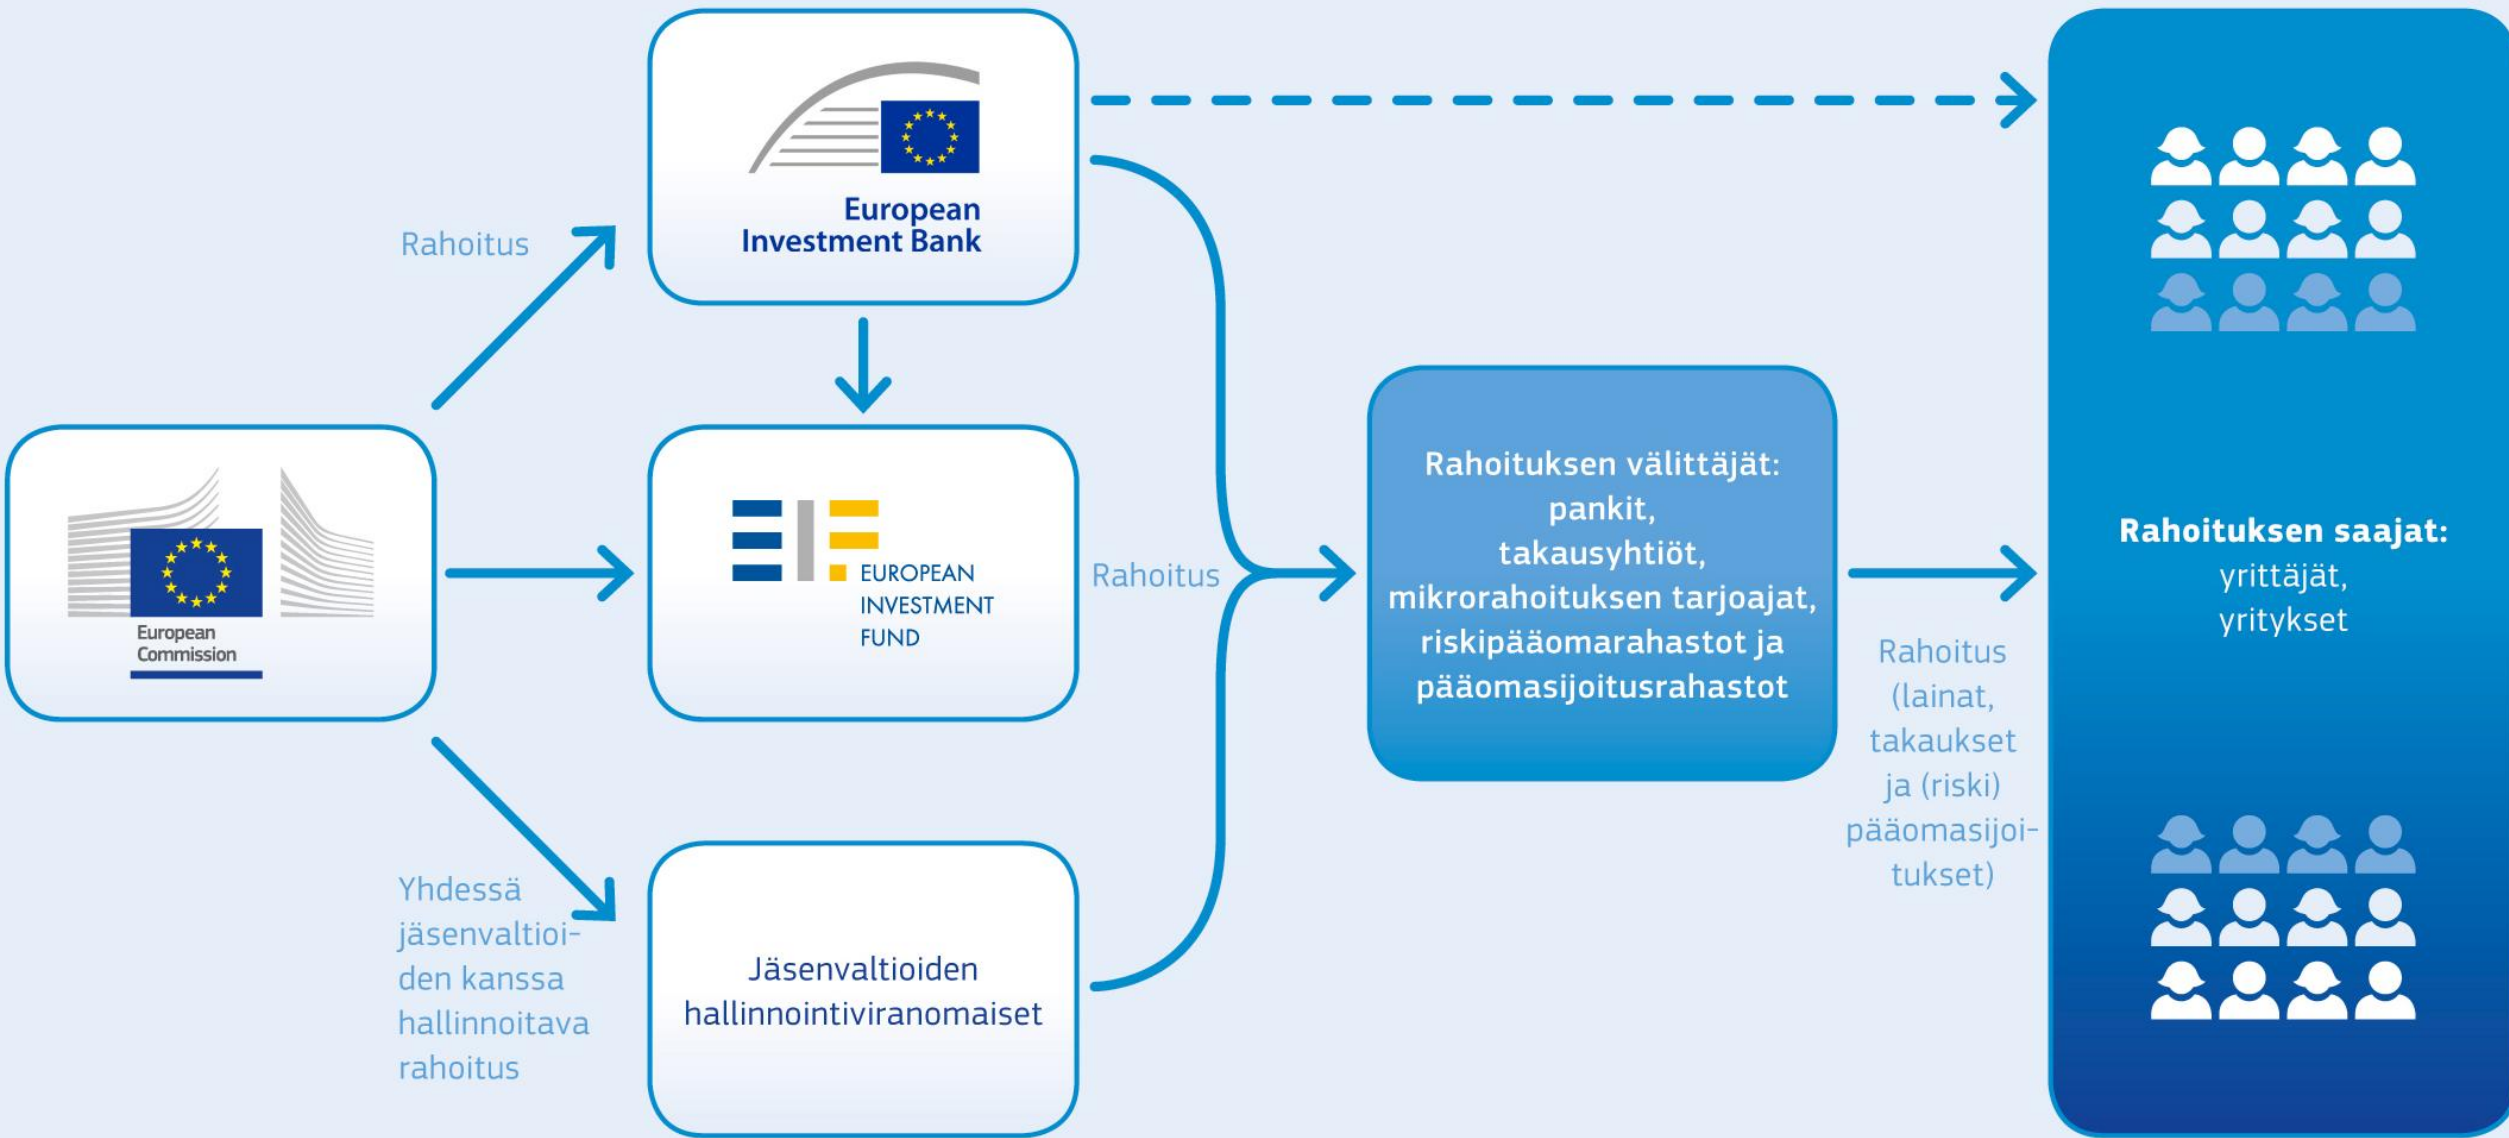 European
Investment Bank
Rahoitus
European
Commission
EUROPEAN
INVESTMENT
FUND
Rahoitus
Yhdessä
jäsenvaltioi-
den kanssa
hallinnoitava
rahoitus
Jäsenvaltioiden
hallinnointiviranomaiset
Rahoituksen välittäjät:
pankit,
takausyhtiöt,
mikrorahoituksen tarjoajat,
riskipääomarahastot ja
pääomasijoitusrahastot
Rahoitus
(lainat,
takaukset
ja (riski)
pääomasijoi-
tukset)
Rahoituksen saajat:
yrittäjät,
yritykset